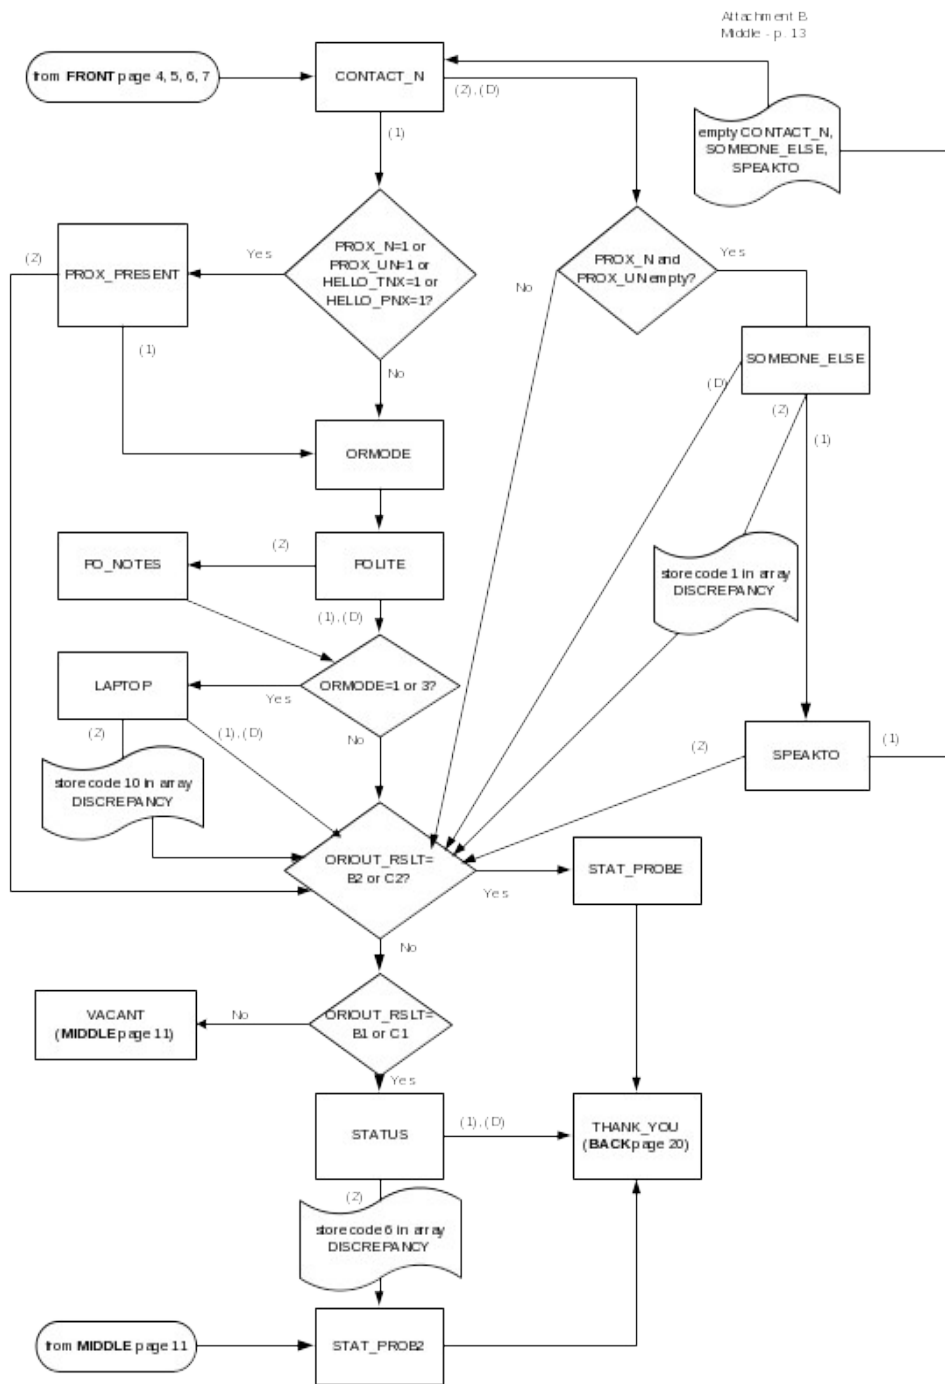 Attachment B
Middle - p. 13
from FRONT page 4, 5, 6, 7
CONTACT_N
(2), (D)
(1)
empty CONTACT_N,
SOMEONE_ELSE,
SPEAKTO
PROX_N=1 or
PROX_UN=1 or
HELLO_TNX=1 or
HELLO_PNX=1?
Yes
No
PROX_PRESENT
(2)
(1)
PROX_N and
PROX_UN empty?
Yes
No
SOMEONE_ELSE
(D)
(2)
(1)
ORMODE
POLITE
(2)
PO_NOTES
(1), (D)
store code 1 in array
DISCREPANCY
ORMODE=1 or 3?
Yes
No
LAPTOP
(2)
(1), (D)
store code 10 in array
DISCREPANCY
SPEAKTO
(2)
(1)
ORIOUT_RSLT=
B2 or C2?
Yes
No
STAT_PROBE
ORIOUT_RSLT=
B1 or C1
No
Yes
VACANT
(MIDDLE page 11)
STATUS
(1), (D)
(2)
THANK_YOU
(BACK page 20)
store code 6 in array
DISCREPANCY
from MIDDLE page 11
STAT_PROB2